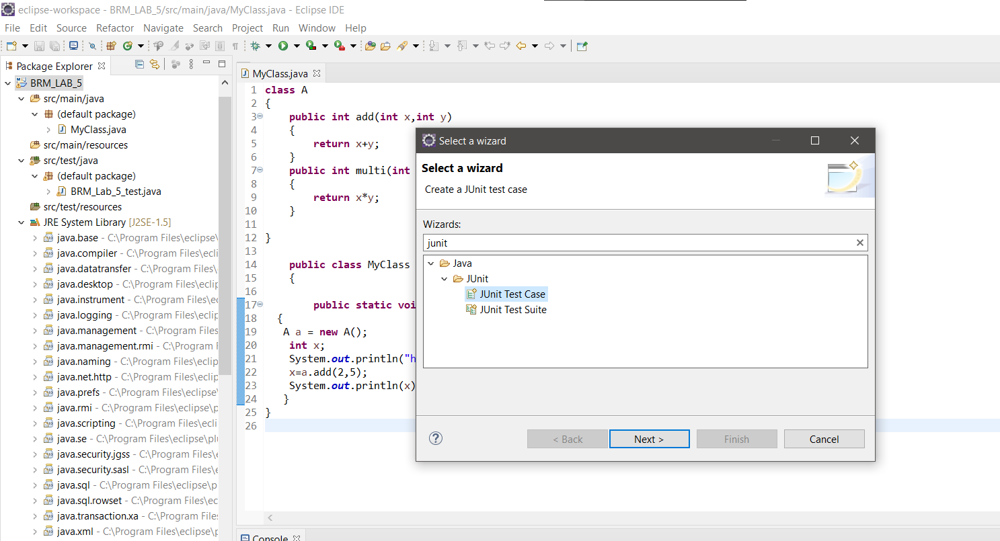 eclipse-workspace - BRM_LAB_5/src/main/java/MyClass.java - Eclipse IDE
File Edit Source Refactor Navigate Search Project Run Window Help
Package Explorer
BRM_LAB_5
src/main/java
(default package)
MyClass.java
src/main/resources
src/test/java
(default package)
BRM_Lab_5_test.java
src/test/resources
JRE System Library [J2SE-1.5]
java.base - C:\Program Files\eclipse\
java.compiler - C:\Program Files\ecli
java.datatransfer - C:\Program Files\
java.desktop - C:\Program Files\eclip
java.instrument - C:\Program Files\ec
java.logging - C:\Program Files\eclip
java.management - C:\Program Files
java.management.rmi - C:\Program F
java.naming - C:\Program Files\eclip
java.net.http - C:\Program Files\eclip
java.prefs - C:\Program Files\eclipse\
java.rmi - C:\Program Files\eclipse\p
java.scripting - C:\Program Files\ecli
java.se - C:\Program Files\eclipse\plu
java.security.jgss - C:\Program Files\e
java.security.sasl - C:\Program Files\e
java.sql - C:\Program Files\eclipse\p
java.sql.rowset - C:\Program Files\ec
java.transaction.xa - C:\Program Files
java.xml - C:\Program Files\eclipse\p
MyClass.java
1 class A
2 {
3 public int add(int x,int y)
4 {
5 return x+y;
6 }
7 public int multi(int
8 {
9 return x*y;
10 }
11
12 }
13
14 public class MyClass
15 {
16
17 public static voi
18 {
19 A a = new A();
20 int x;
21 System.out.println("h
22 x=a.add(2,5);
23 System.out.println(x)
24 }
25 }
26
Console
Select a wizard
Select a wizard
Create a JUnit test case
Wizards:
junit
Java
JUnit
JUnit Test Case
JUnit Test Suite
< Back Next > Finish Cancel